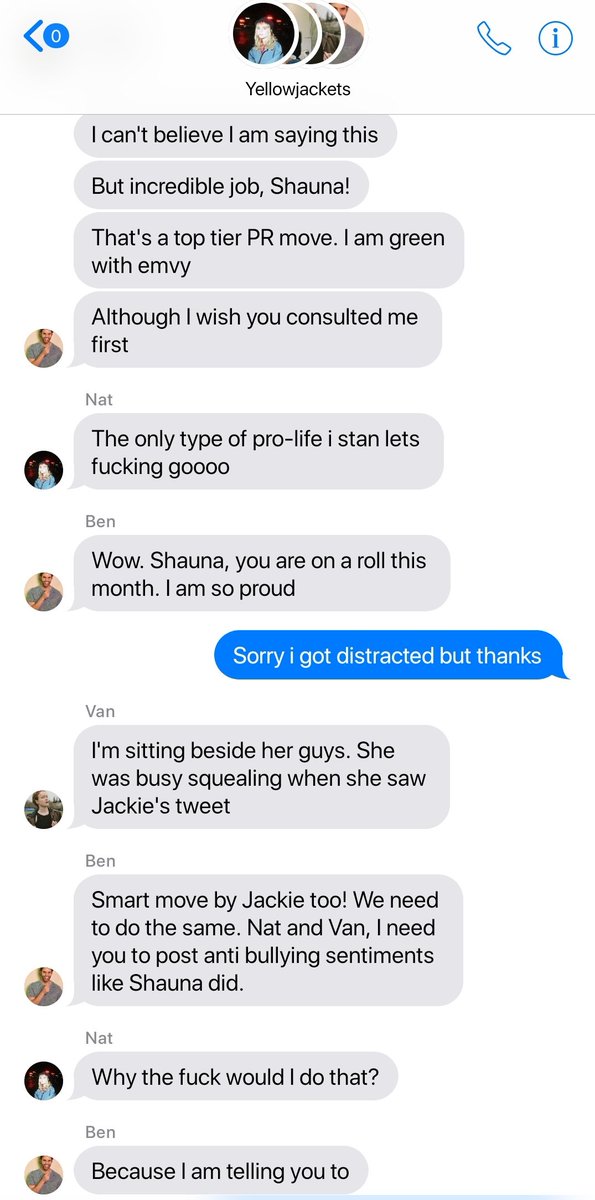 0
Yellowjackets
I can't believe I am saying this
But incredible job, Shauna!
That's a top tier PR move. I am green
with emvy
Although I wish you consulted me
first
Nat
The only type of pro-life i stan lets
fucking goooo
Ben
Wow. Shauna, you are on a roll this
month. I am so proud
Sorry i got distracted but thanks
Van
I'm sitting beside her guys. She
was busy squealing when she saw
Jackie's tweet
Ben
Smart move by Jackie too! We need
to do the same. Nat and Van, I need
you to post anti bullying sentiments
like Shauna did.
Nat
Why the fuck would I do that?
Ben
Because I am telling you to